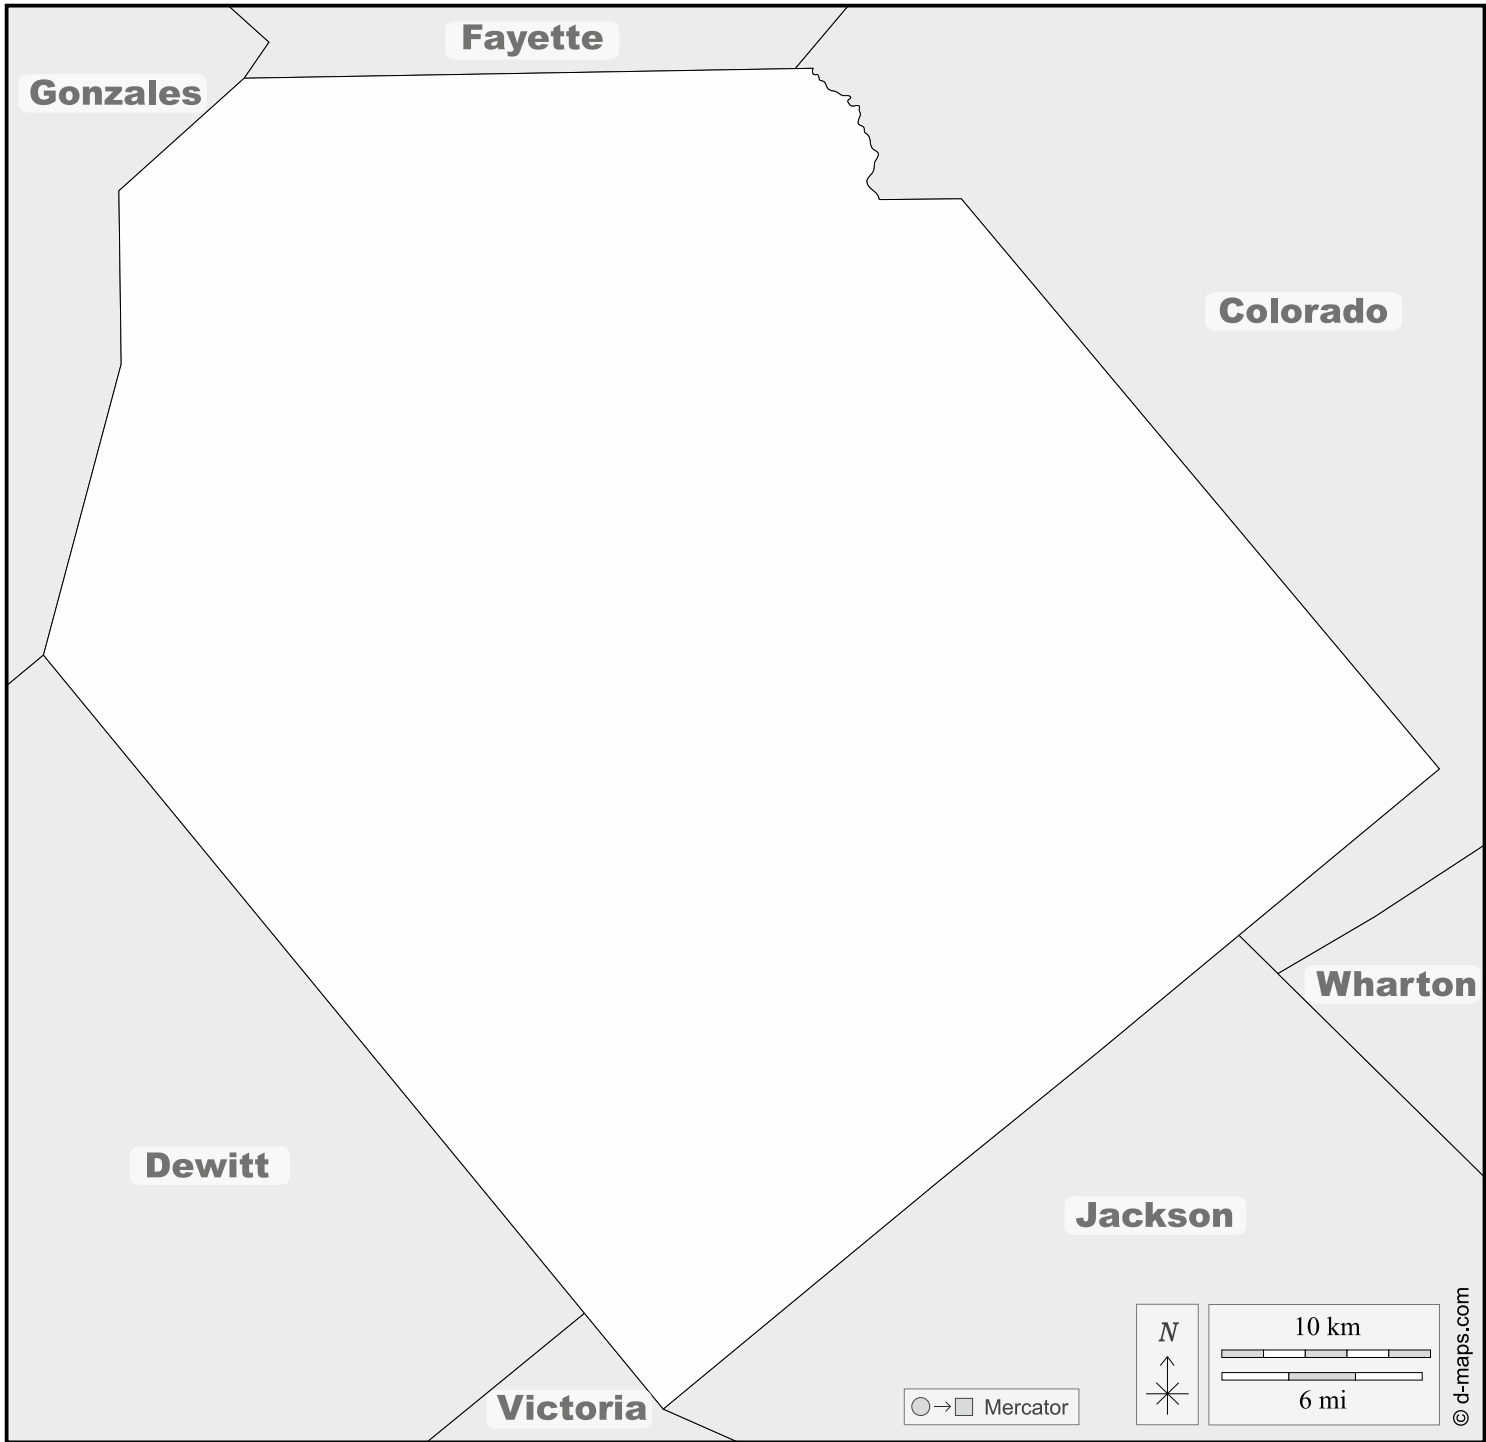 Fayette
Gonzales
Colorado
Wharton
Dewitt
Jackson
Victoria
Mercator
N
10 km
6 mi
© d-maps.com